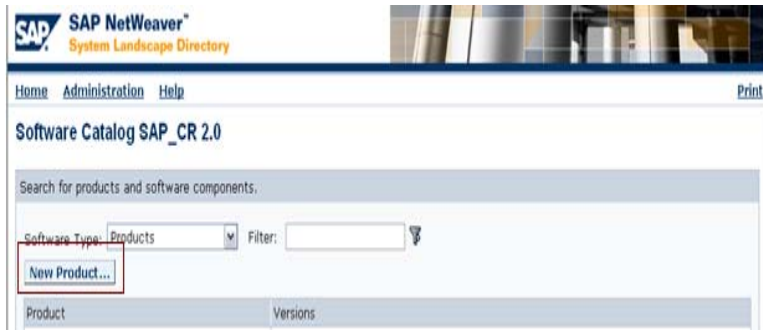 SAP SAP NetWeaver™
System Landscape Directory
Home Administration Help Print
Software Catalog SAP_CR 2.0
Search for products and software components.
Software Type: Products Filter:
New Product...
Product Versions